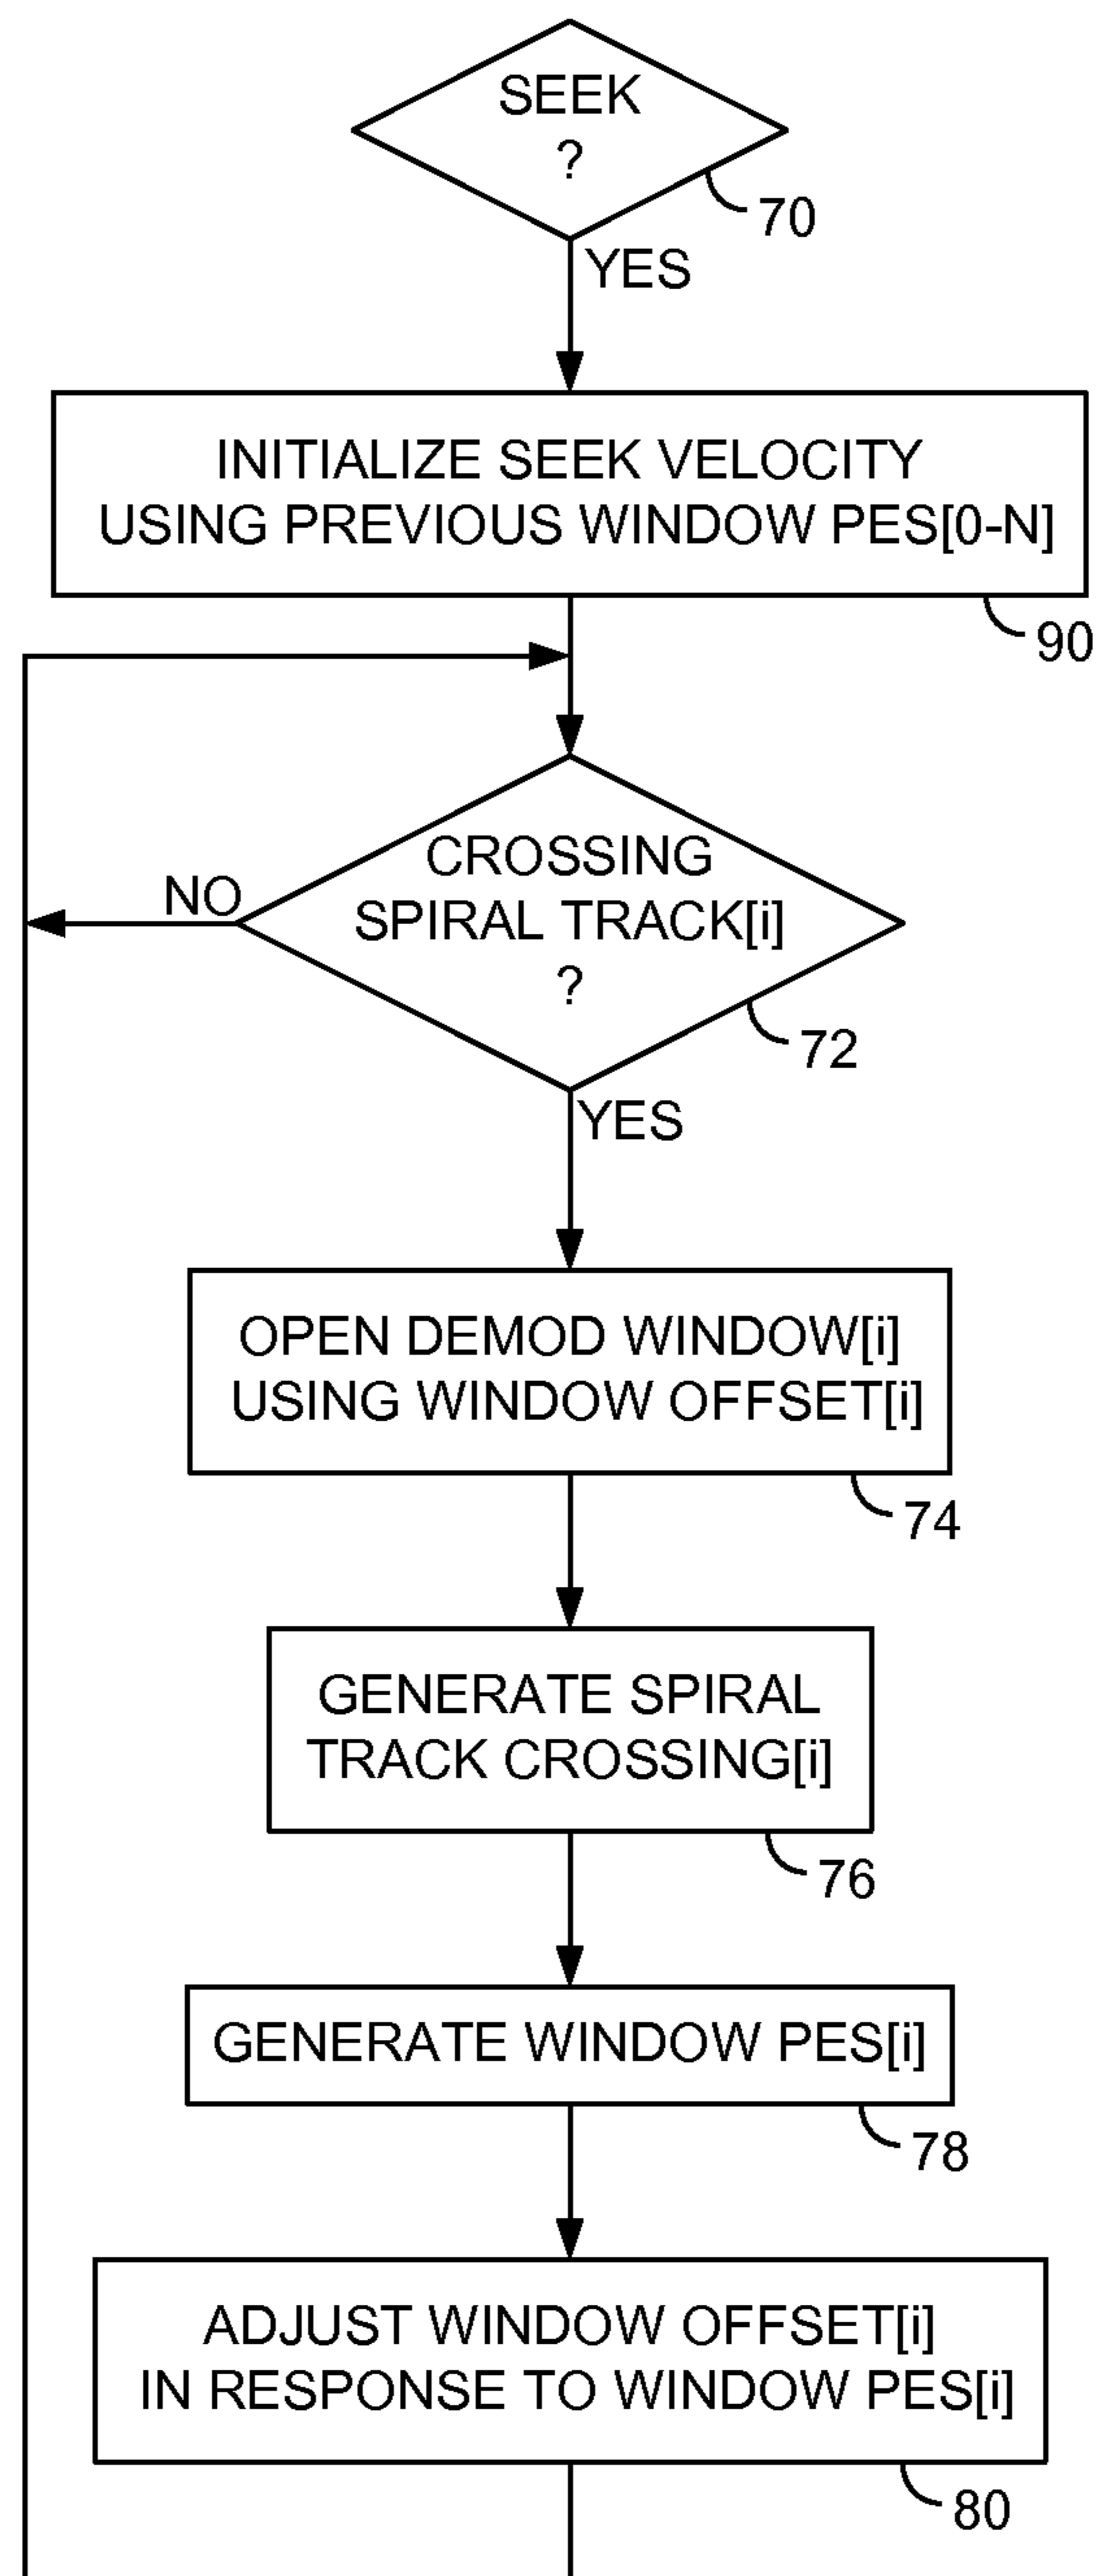 SEEK
?
70
YES
INITIALIZE SEEK VELOCITY
USING PREVIOUS WINDOW PES[0-N]
90
CROSSING
SPIRAL TRACK[i]
?
NO
72
YES
OPEN DEMOD WINDOW[i]
USING WINDOW OFFSET[i]
74
GENERATE SPIRAL
TRACK CROSSING[i]
76
GENERATE WINDOW PES[i]
78
ADJUST WINDOW OFFSET[i]
IN RESPONSE TO WINDOW PES[i]
80